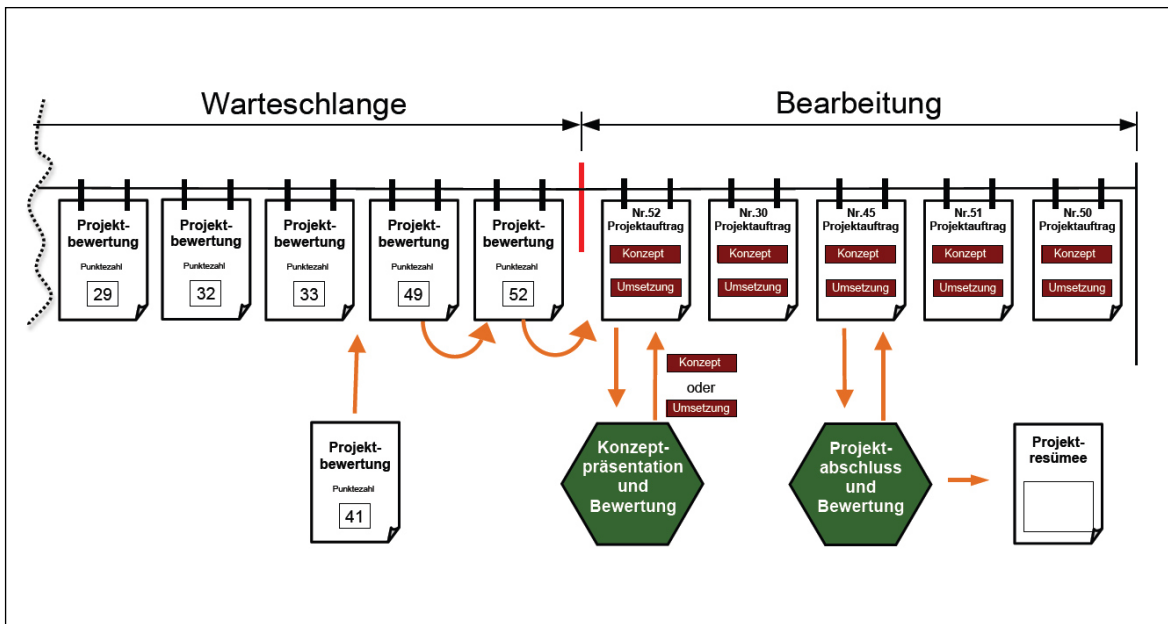 Warteschlange
Bearbeitung
Projekt-
bewertung
Punktezahl
29
Projekt-
bewertung
Punktezahl
32
Projekt-
bewertung
Punktezahl
33
Projekt-
bewertung
Punktezahl
49
Projekt-
bewertung
Punktezahl
52
Nr.52
Projektauftrag
Konzept
Umsetzung
Nr.30
Projektauftrag
Konzept
Umsetzung
Nr.45
Projektauftrag
Konzept
Umsetzung
Nr.51
Projektauftrag
Konzept
Umsetzung
Nr.50
Projektauftrag
Konzept
Umsetzung
Projekt-
bewertung
Punktezahl
41
Konzept-
präsentation
und
Bewertung
Konzept
oder
Umsetzung
Projekt-
abschluss
und
Bewertung
Projekt-
resümee